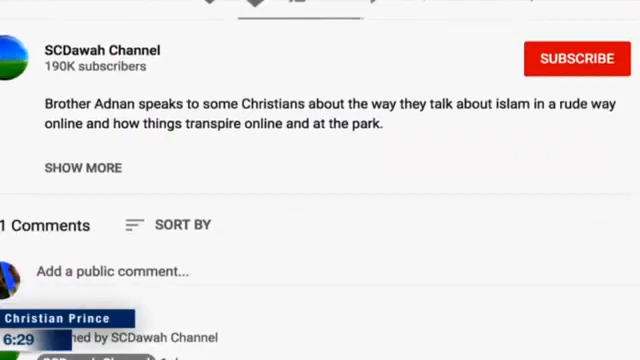 SCDawah Channel
190K subscribers
SUBSCRIBE
Brother Adnan speaks to some Christians about the way they talk about islam in a rude way
online and how things transpire online and at the park.
SHOW MORE
1 Comments
SORT BY
Add a public comment...
Christian Prince
6:29
by SCDawah Channel
SCDawah Channel